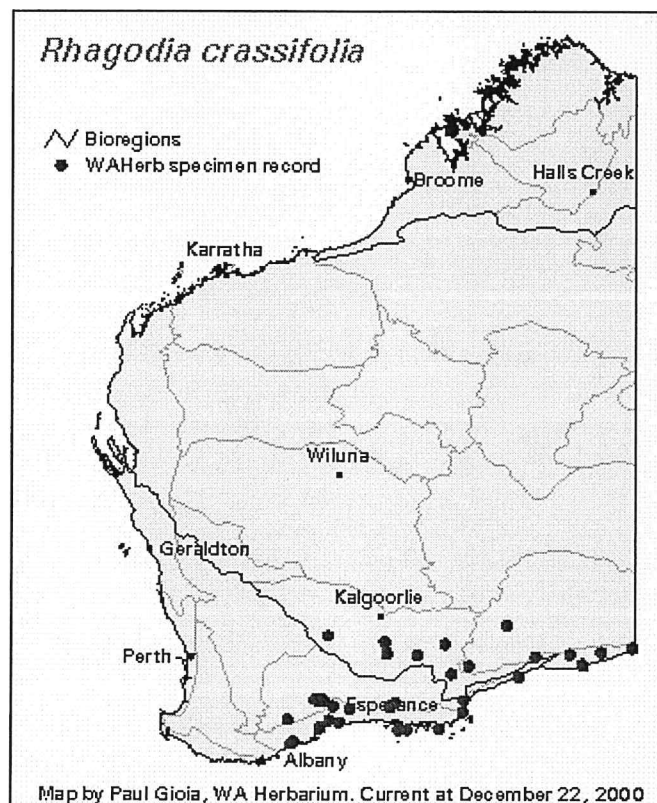 Rhagodia crassifolia
Bioregions
WAHerb specimen record
Broome
Halls Creek
Karratha
Wiluna
Geraldton
Kalgoorlie
Perth
Esperance
Albany
Map by Paul Gioia, WA Herbarium. Current at December 22, 2000